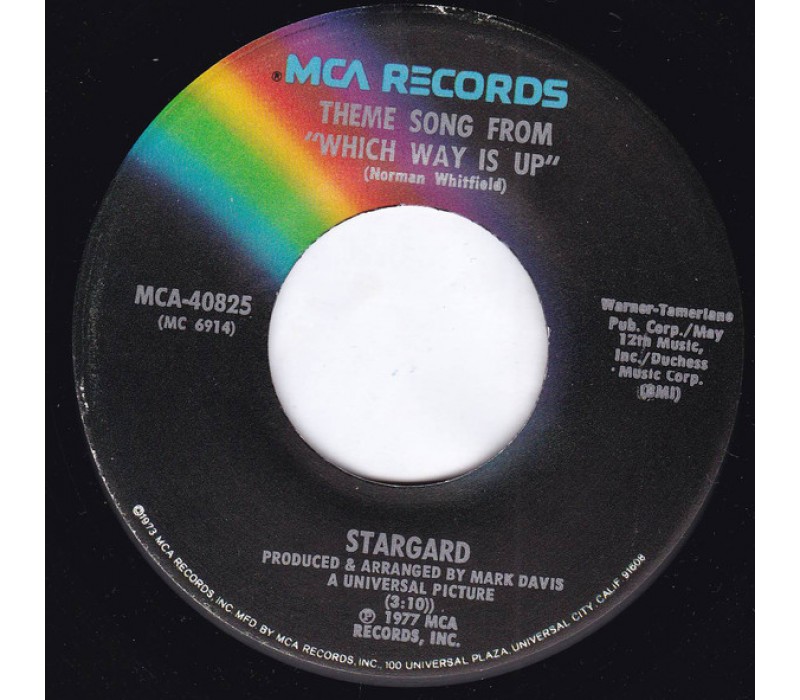 ® MCA RECORDS
THEME SONG FROM
"WHICH WAY IS UP"
(Norman Whitfield)
MCA-40825
(MC 6914)
Warner-Tamerlane
Pub. Corp./May
12th Music,
Inc./Duchess
Music Corp.
(BMI)
STARGARD
PRODUCED & ARRANGED BY MARK DAVIS
A UNIVERSAL PICTURE
(3:10))
Ⓟ 1977 MCA
RECORDS, INC.
©1973 MCA RECORDS, INC. MFD. BY MCA RECORDS, INC., 100 UNIVERSAL PLAZA, UNIVERSAL CITY, CALIF. 91608